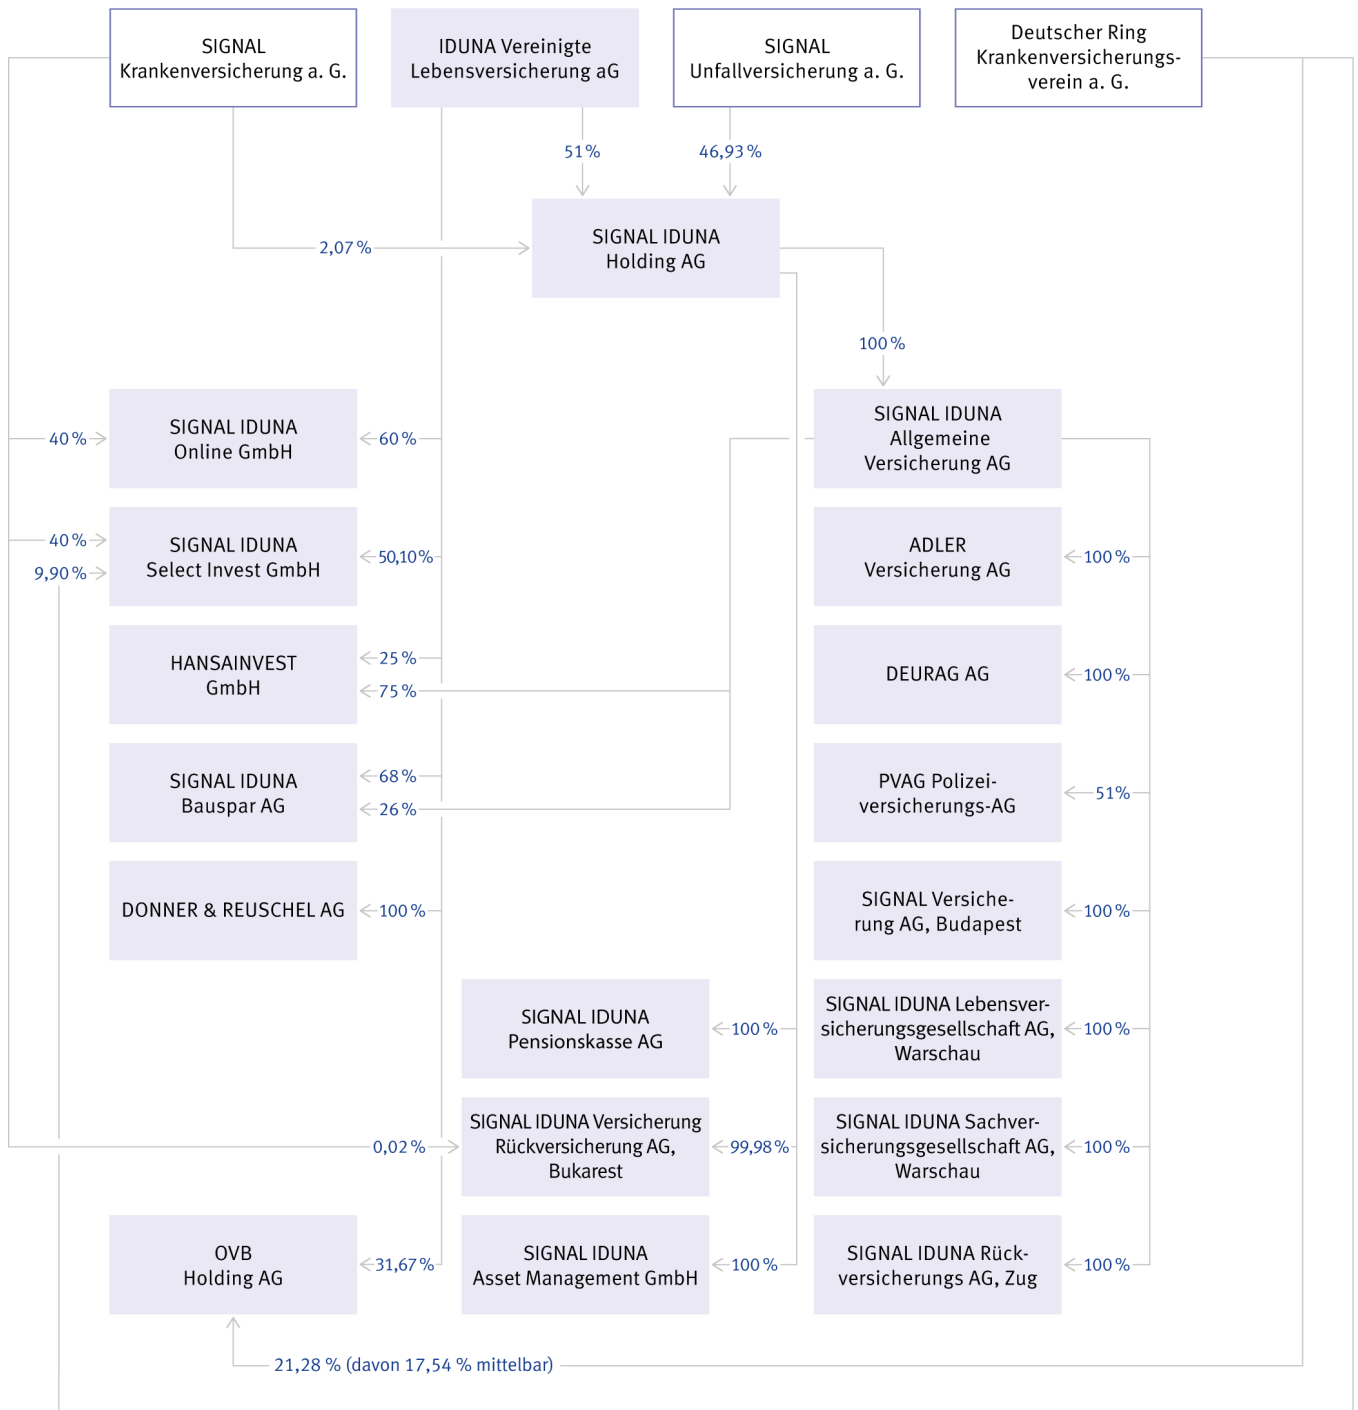 SIGNAL
Krankenversicherung a. G.
IDUNA Vereinigte
Lebensversicherung aG
SIGNAL
Unfallversicherung a. G.
Deutscher Ring
Krankenversicherungs-
verein a. G.
51 %
46,93 %
2,07 %
SIGNAL IDUNA
Holding AG
100 %
40 %
SIGNAL IDUNA
Online GmbH
60 %
SIGNAL IDUNA
Allgemeine
Versicherung AG
40 %
9,90 %
SIGNAL IDUNA
Select Invest GmbH
50,10 %
ADLER
Versicherung AG
100 %
HANSAINVEST
GmbH
25 %
75 %
DEURAG AG
100 %
SIGNAL IDUNA
Bauspar AG
68 %
26 %
PVAG Polizei-
versicherungs-AG
51 %
DONNER & REUSCHEL AG
100 %
SIGNAL Versiche-
rung AG, Budapest
100 %
SIGNAL IDUNA
Pensionskasse AG
100 %
SIGNAL IDUNA Lebensver-
sicherungsgesellschaft AG,
Warschau
100 %
0,02 %
SIGNAL IDUNA Versicherung
Rückversicherung AG,
Bukarest
99,98 %
SIGNAL IDUNA Sachver-
sicherungsgesellschaft AG,
Warschau
100 %
OVB
Holding AG
31,67 %
SIGNAL IDUNA
Asset Management GmbH
100 %
SIGNAL IDUNA Rück-
versicherungs AG, Zug
100 %
21,28 % (davon 17,54 % mittelbar)